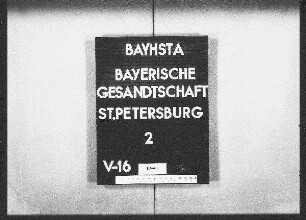 BAYHSTA
BAYERISCHE
GESANDTSCHAFT
ST.PETERSBURG
2
V-16